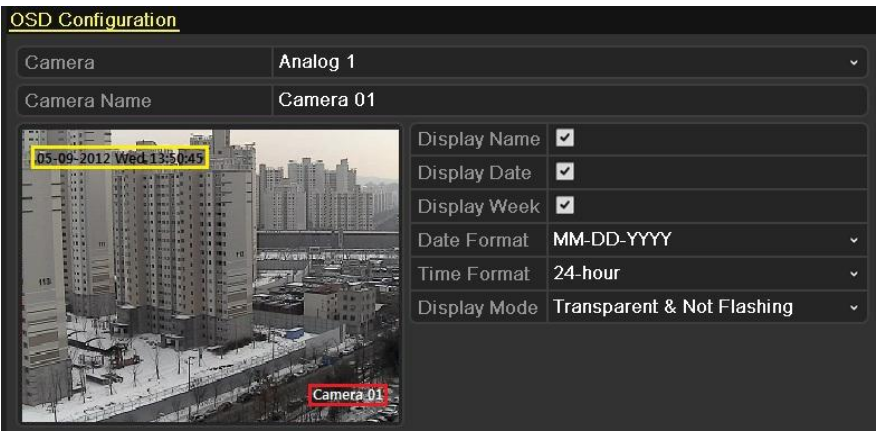 OSD Configuration
Camera Analog 1
Camera Name Camera 01
05-09-2012 Wed 13:50:45
Display Name
Display Date
Display Week
Date Format MM-DD-YYYY
Time Format 24-hour
Display Mode Transparent & Not Flashing
113
112
Camera 01